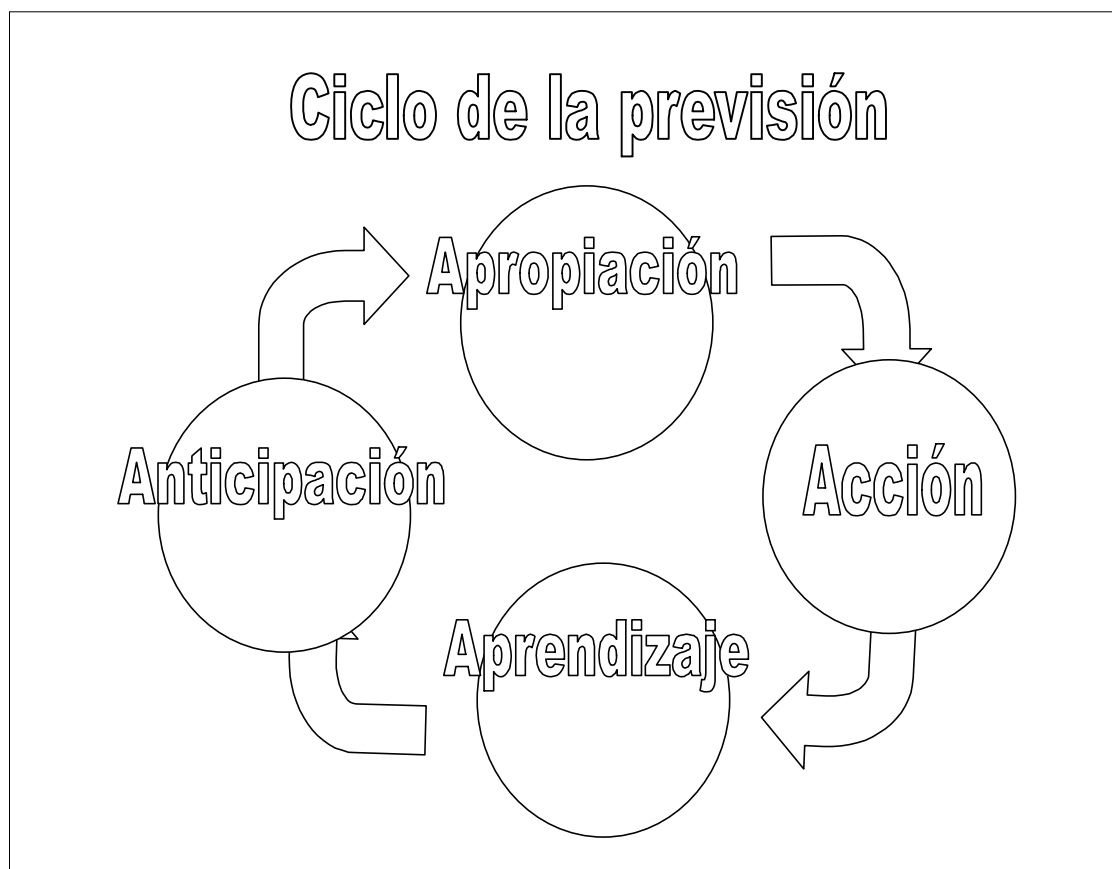 Ciclo de la previsión
Apropiación
Anticipación
Acción
Aprendizaje